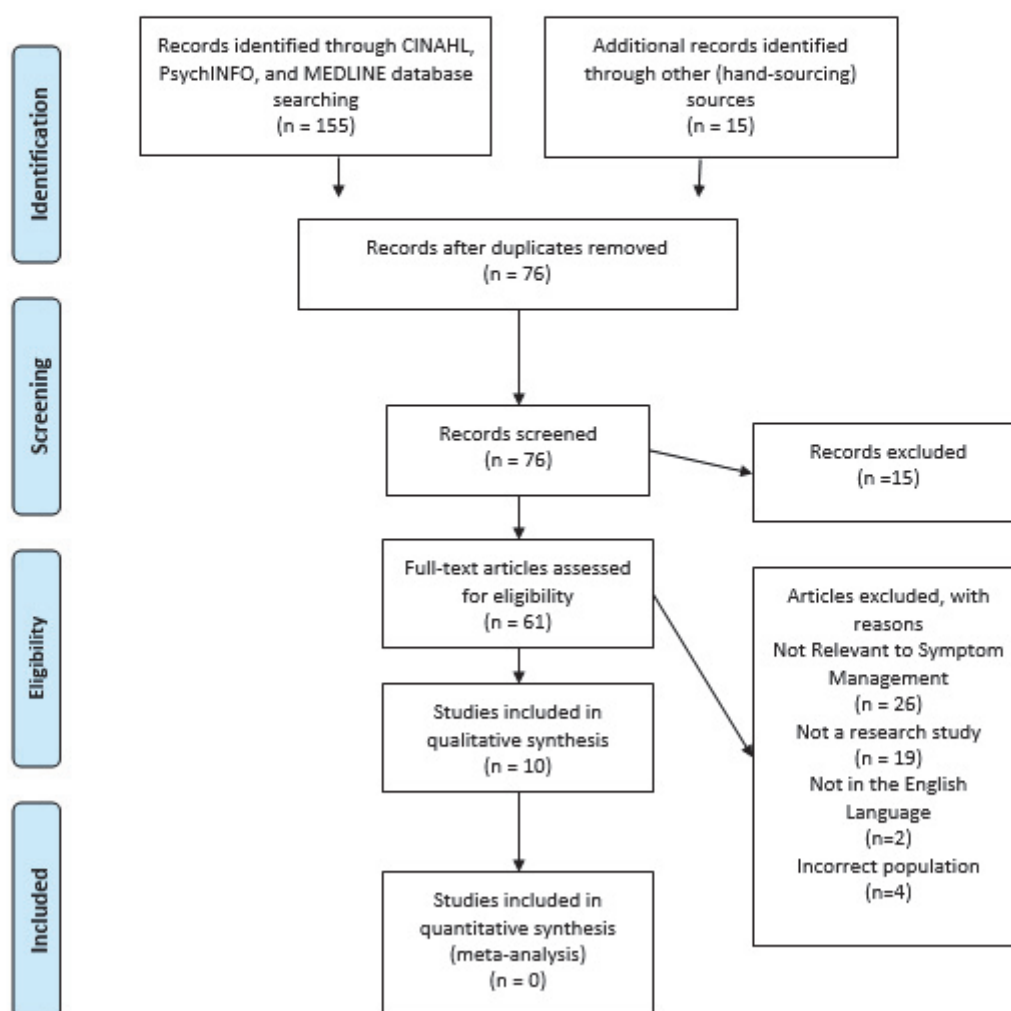 Identification
Records identified through CINAHL,
PsychINFO, and MEDLINE database
searching
(n = 155)
Additional records identified
through other (hand-sourcing)
sources
(n = 15)
Records after duplicates removed
(n = 76)
Screening
Records screened
(n = 76)
Records excluded
(n =15)
Eligibility
Full-text articles assessed
for eligibility
(n = 61)
Articles excluded, with
reasons
Not Relevant to Symptom
Management
(n = 26)
Not a research study
(n = 19)
Not in the English
Language
(n=2)
Incorrect population
(n=4)
Studies included in
qualitative synthesis
(n = 10)
Included
Studies included in
quantitative synthesis
(meta-analysis)
(n = 0)